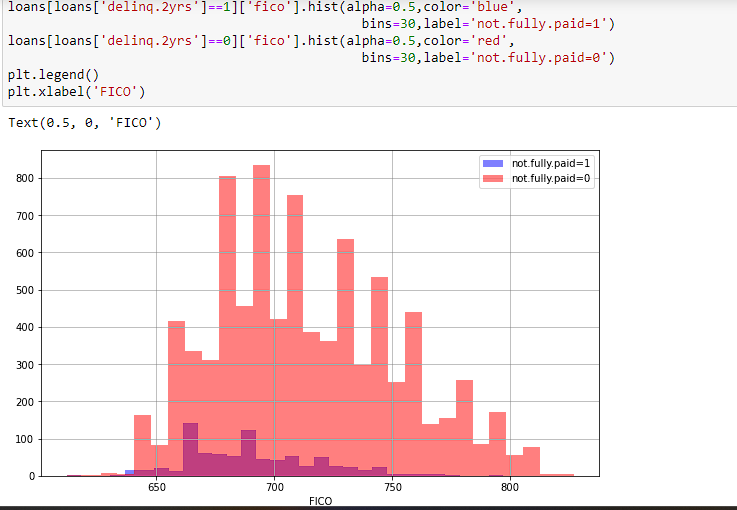 loans[loans['delinq.2yrs']==1]['fico'].hist(alpha=0.5,color='blue',
bins=30,label='not.fully.paid=1')
loans[loans['delinq.2yrs']==0]['fico'].hist(alpha=0.5,color='red',
bins=30,label='not.fully.paid=0')
plt.legend()
plt.xlabel('FICO')
Text(0.5, 0, 'FICO')
not.fully.paid=1
not.fully.paid=0
800
700
600
500
400
300
200
100
0
650 700 750 800
FICO